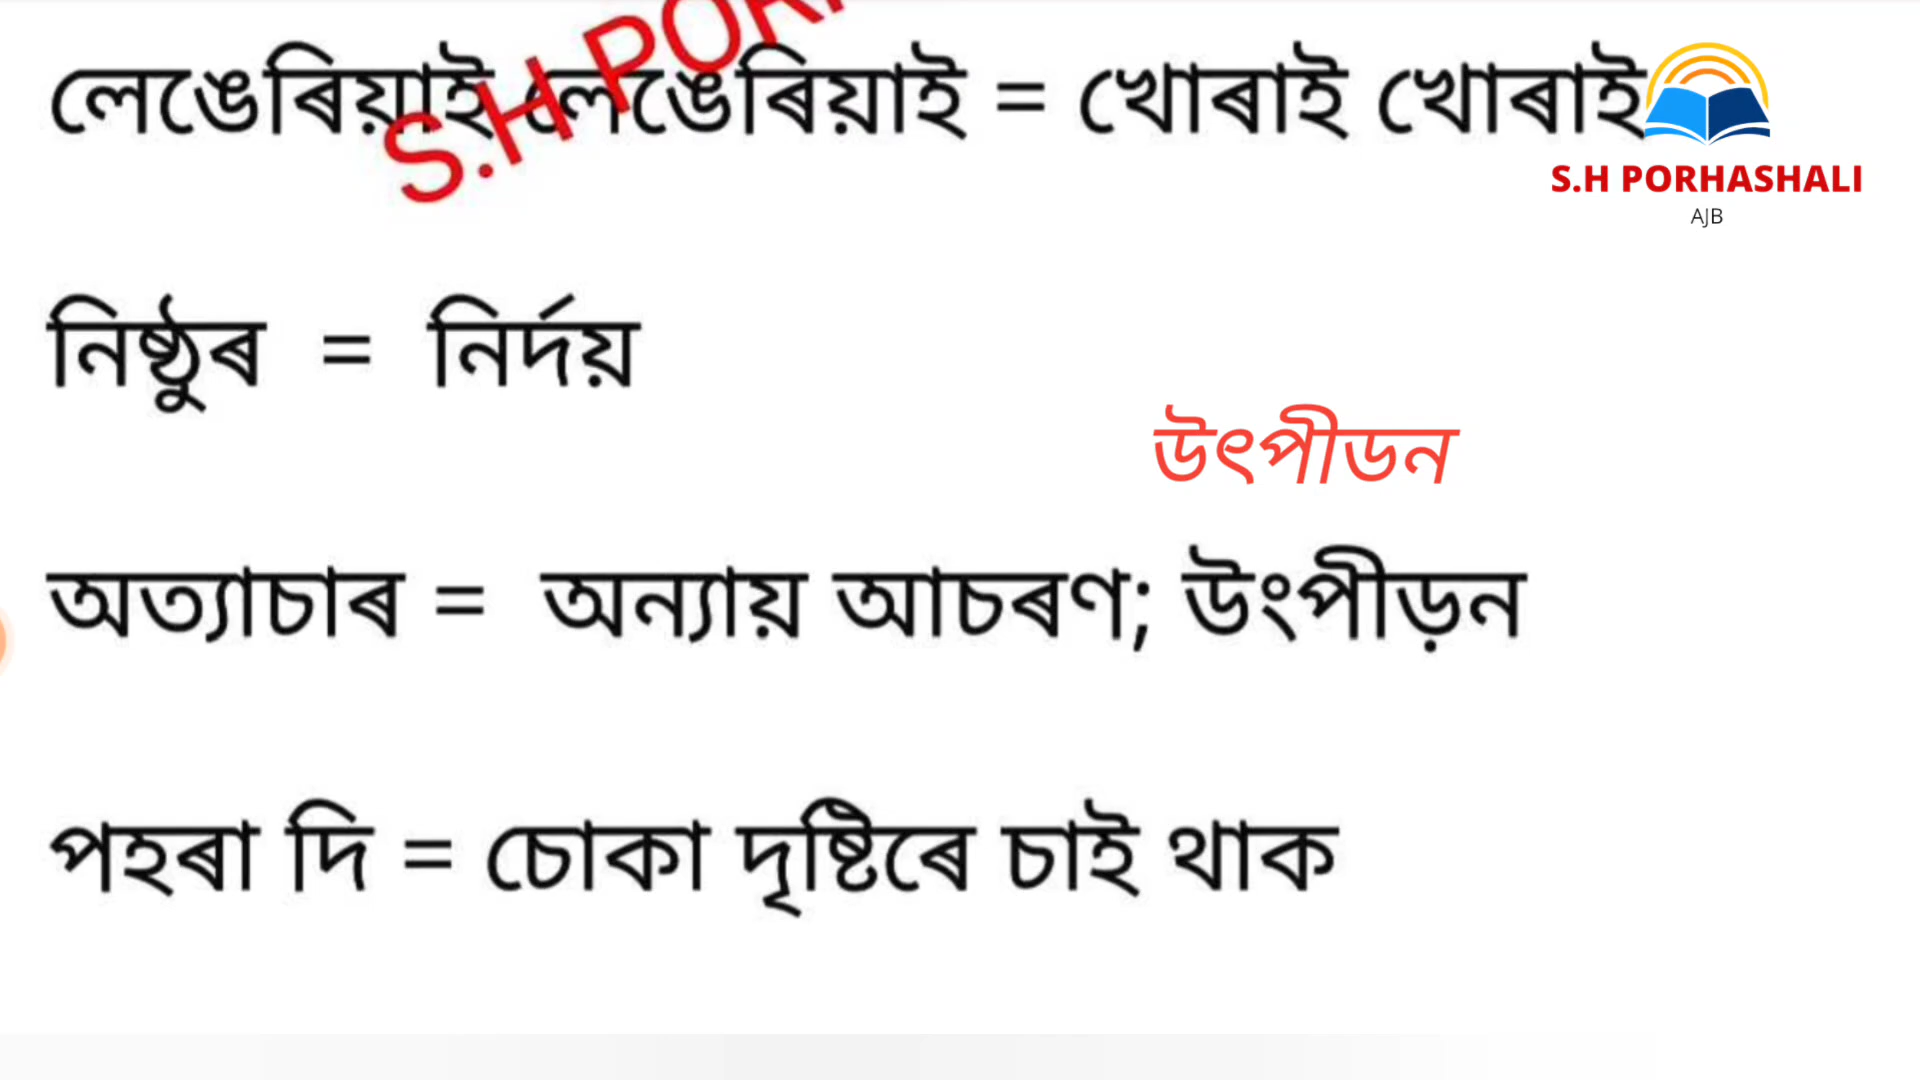 লেঙেৰিয়াই লেঙেৰিয়াই = খোৰাই খোৰাই
S.H POR
S.H PORHASHALI
AJB
নিষ্ঠুৰ = নিৰ্দয়
উৎপীডন
অত্যাচাৰ = অন্যায় আচৰণ; উংপীড়ন
পহৰা দি = চোকা দৃষ্টিৰে চাই থাক